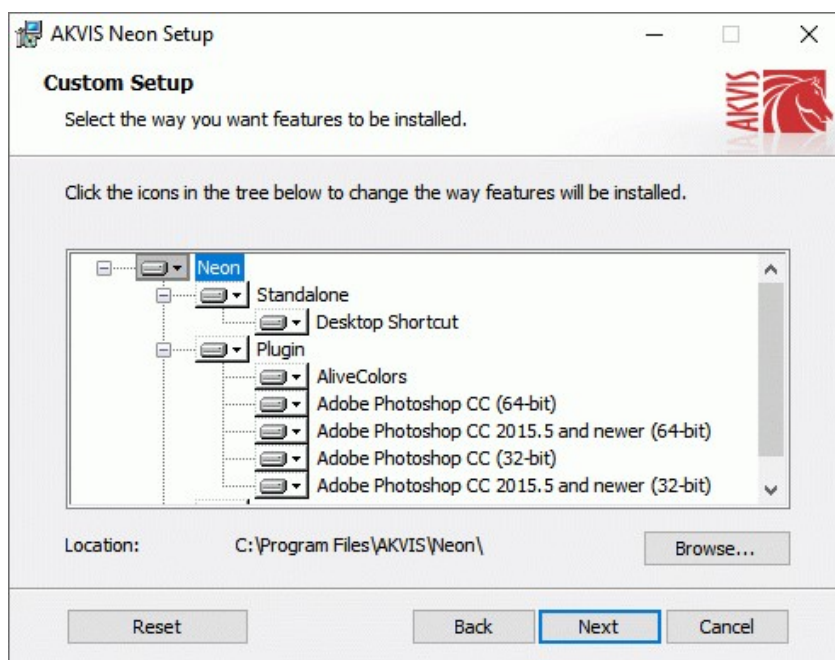 AKVIS Neon Setup
Custom Setup
Select the way you want features to be installed.
AKVIS
Click the icons in the tree below to change the way features will be installed.
Neon
Standalone
Desktop Shortcut
Plugin
AliveColors
Adobe Photoshop CC (64-bit)
Adobe Photoshop CC 2015.5 and newer (64-bit)
Adobe Photoshop CC (32-bit)
Adobe Photoshop CC 2015.5 and newer (32-bit)
Location: C:\Program Files\AKVIS\Neon\ Browse...
Reset Back Next Cancel